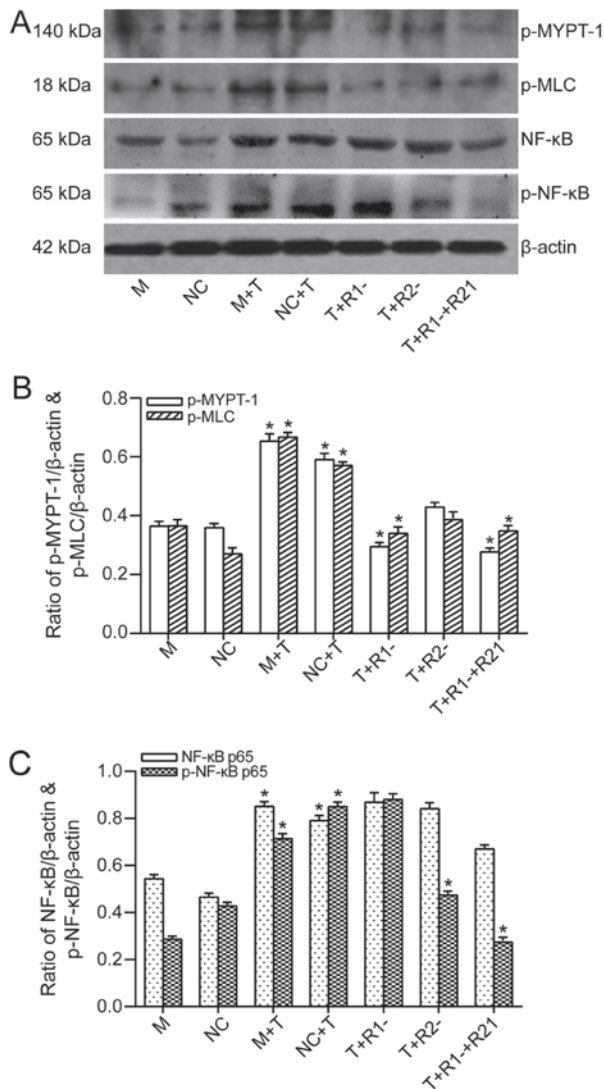 A
140 kDa p-MYPT-1
18 kDa p-MLC
65 kDa NF-κB
65 kDa p-NF-κB
42 kDa β-actin
M NC M+T NC+T T+R1- T+R2- T+R1-+R21
B
p-MYPT-1
p-MLC
Ratio of p-MYPT-1/β-actin &
p-MLC/β-actin
0.8
0.6
0.4
0.2
0.0
* * * * * * * *
M NC M+T NC+T T+R1- T+R2- T+R1-+R21
C
NF-κB p65
p-NF-κB p65
Ratio of NF-κB/β-actin &
p-NF-κB/β-actin
1.0
0.8
0.6
0.4
0.2
0.0
* * * * * *
M NC M+T NC+T T+R1- T+R2- T+R1-+R21